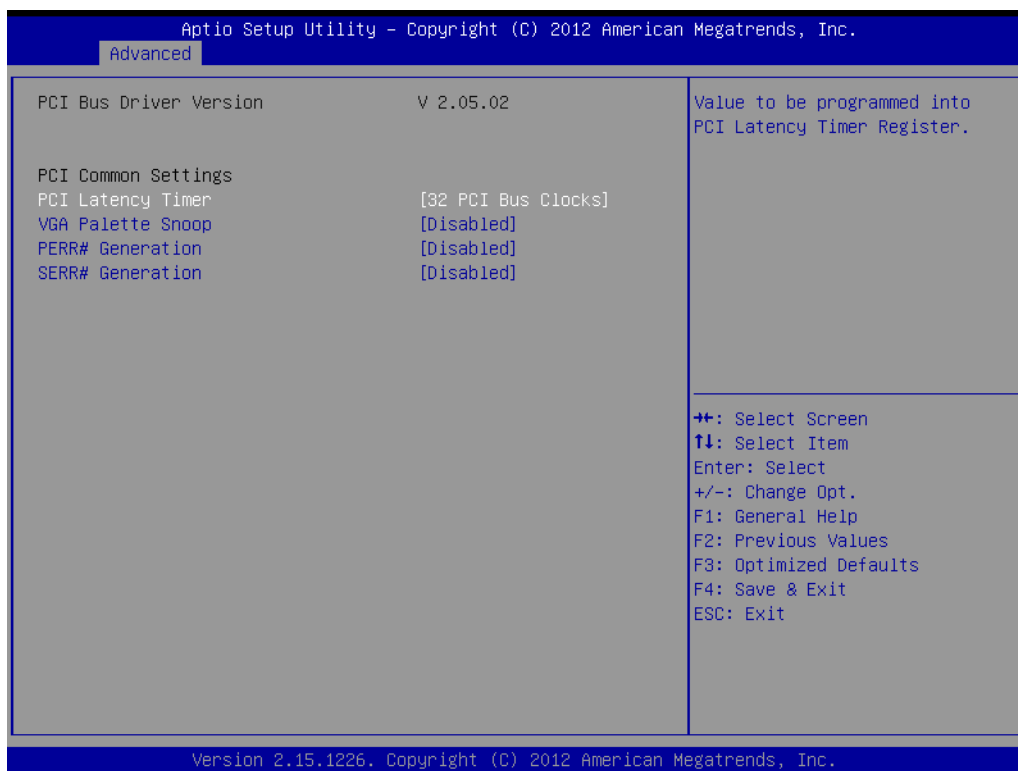 Aptio Setup Utility – Copyright (C) 2012 American Megatrends, Inc.
Advanced
PCI Bus Driver Version V 2.05.02
PCI Common Settings
PCI Latency Timer [32 PCI Bus Clocks]
VGA Palette Snoop [Disabled]
PERR# Generation [Disabled]
SERR# Generation [Disabled]
Value to be programmed into
PCI Latency Timer Register.
→←: Select Screen
↑↓: Select Item
Enter: Select
+/-: Change Opt.
F1: General Help
F2: Previous Values
F3: Optimized Defaults
F4: Save & Exit
ESC: Exit
Version 2.15.1226. Copyright (C) 2012 American Megatrends, Inc.